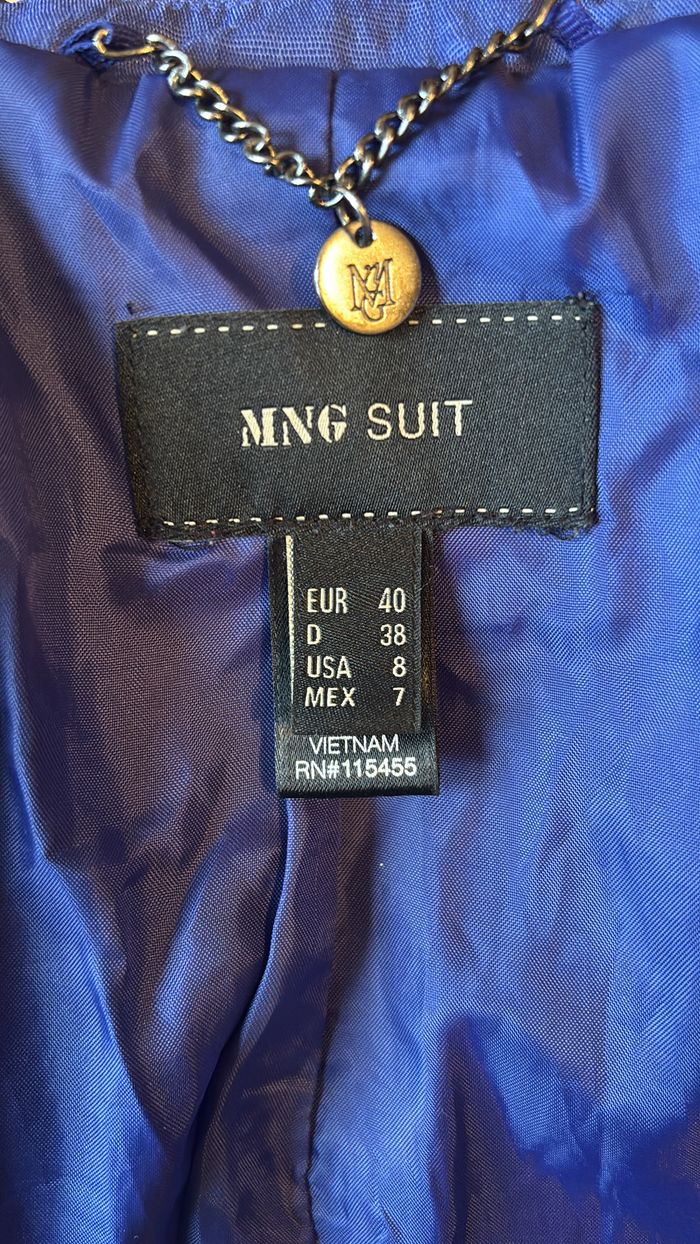 MNG SUIT
EUR 40
D 38
USA 8
MEX 7
VIETNAM
RN#115455